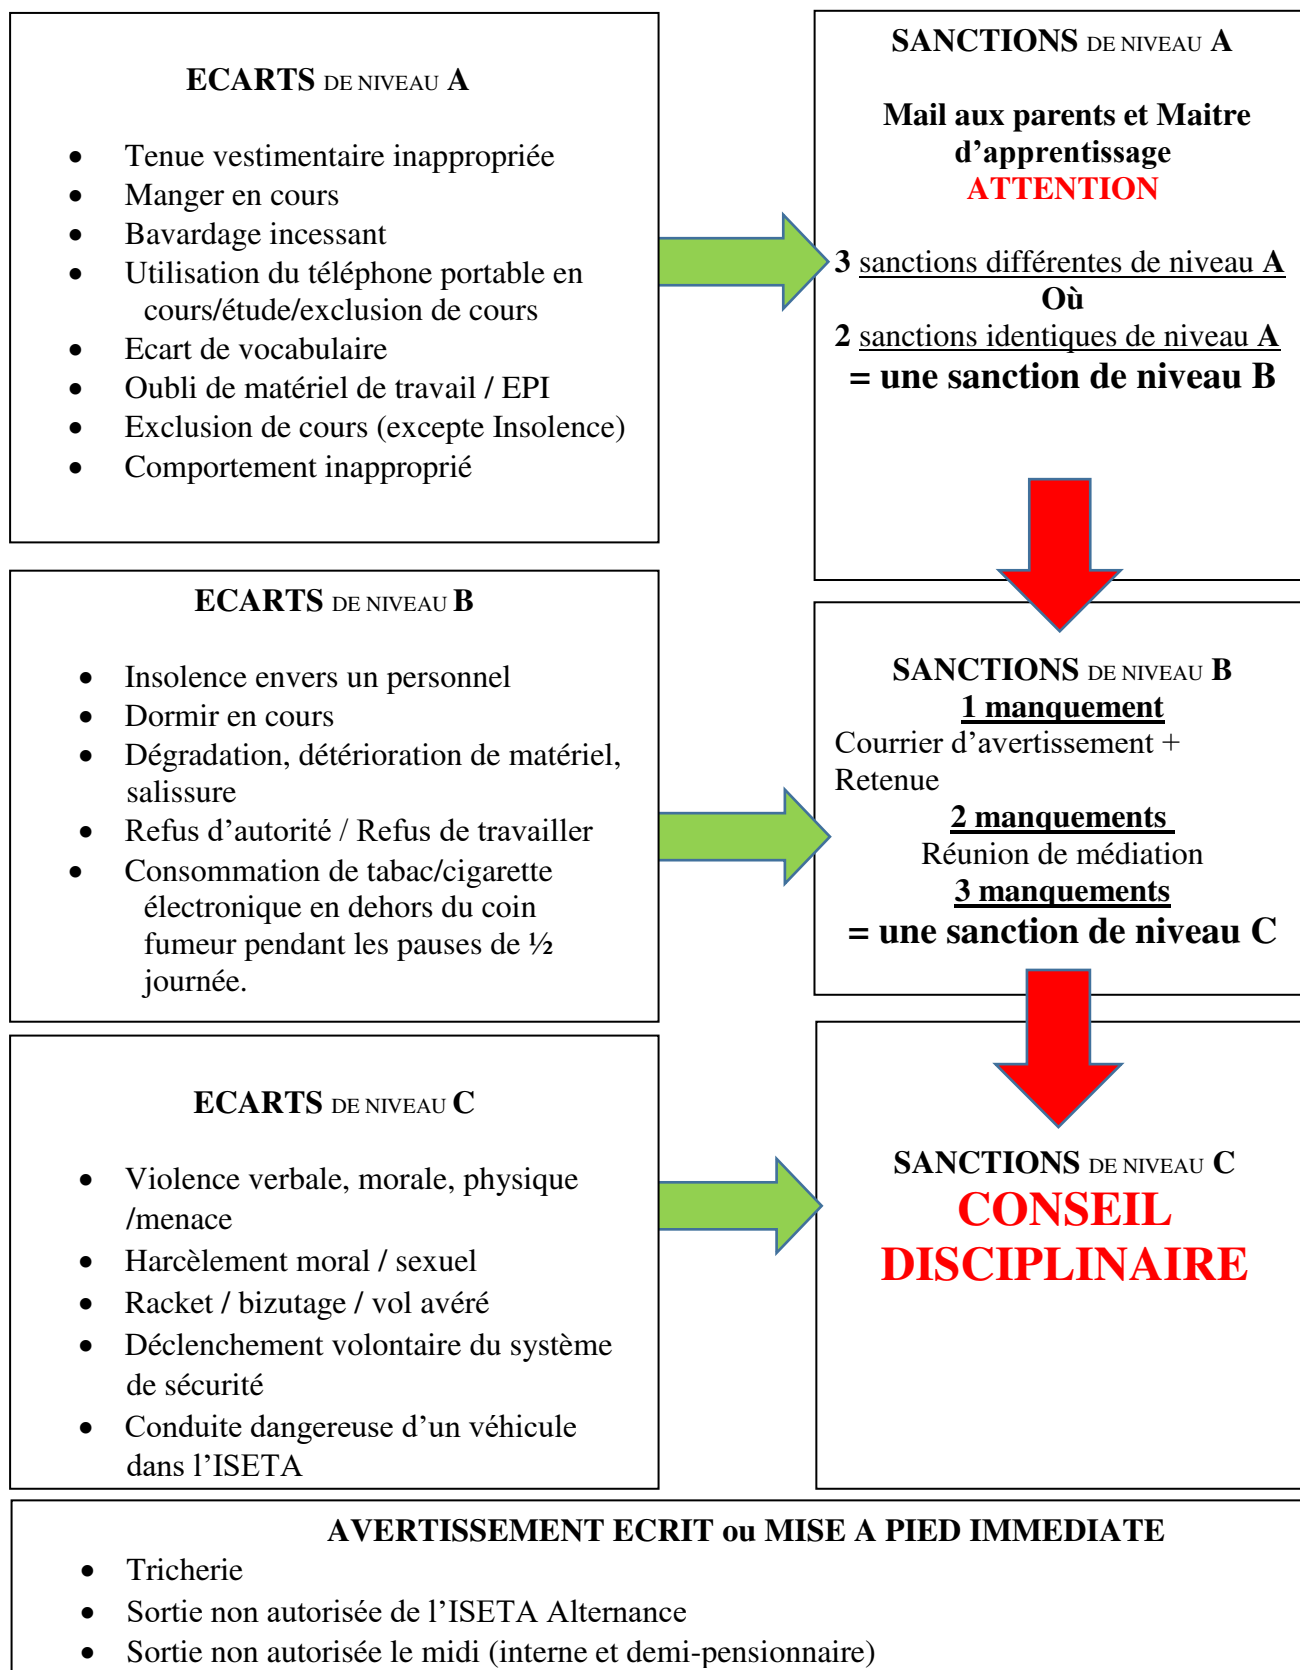 ECARTS DE NIVEAU A
• Tenue vestimentaire inappropriée
• Manger en cours
• Bavardage incessant
• Utilisation du téléphone portable en
cours/étude/exclusion de cours
• Ecart de vocabulaire
• Oubli de matériel de travail / EPI
• Exclusion de cours (excepte Insolence)
• Comportement inapproprié
SANCTIONS DE NIVEAU A
Mail aux parents et Maitre
d’apprentissage
ATTENTION
3 sanctions différentes de niveau A
Où
2 sanctions identiques de niveau A
= une sanction de niveau B
ECARTS DE NIVEAU B
• Insolence envers un personnel
• Dormir en cours
• Dégradation, détérioration de matériel,
salissure
• Refus d’autorité / Refus de travailler
• Consommation de tabac/cigarette
électronique en dehors du coin
fumeur pendant les pauses de ½
journée.
SANCTIONS DE NIVEAU B
1 manquement
Courrier d’avertissement +
Retenue
2 manquements
Réunion de médiation
3 manquements
= une sanction de niveau C
ECARTS DE NIVEAU C
• Violence verbale, morale, physique
/menace
• Harcèlement moral / sexuel
• Racket / bizutage / vol avéré
• Déclenchement volontaire du système
de sécurité
• Conduite dangereuse d’un véhicule
dans l’ISETA
SANCTIONS DE NIVEAU C
CONSEIL
DISCIPLINAIRE
AVERTISSEMENT ECRIT ou MISE A PIED IMMEDIATE
• Tricherie
• Sortie non autorisée de l’ISETA Alternance
• Sortie non autorisée le midi (interne et demi-pensionnaire)